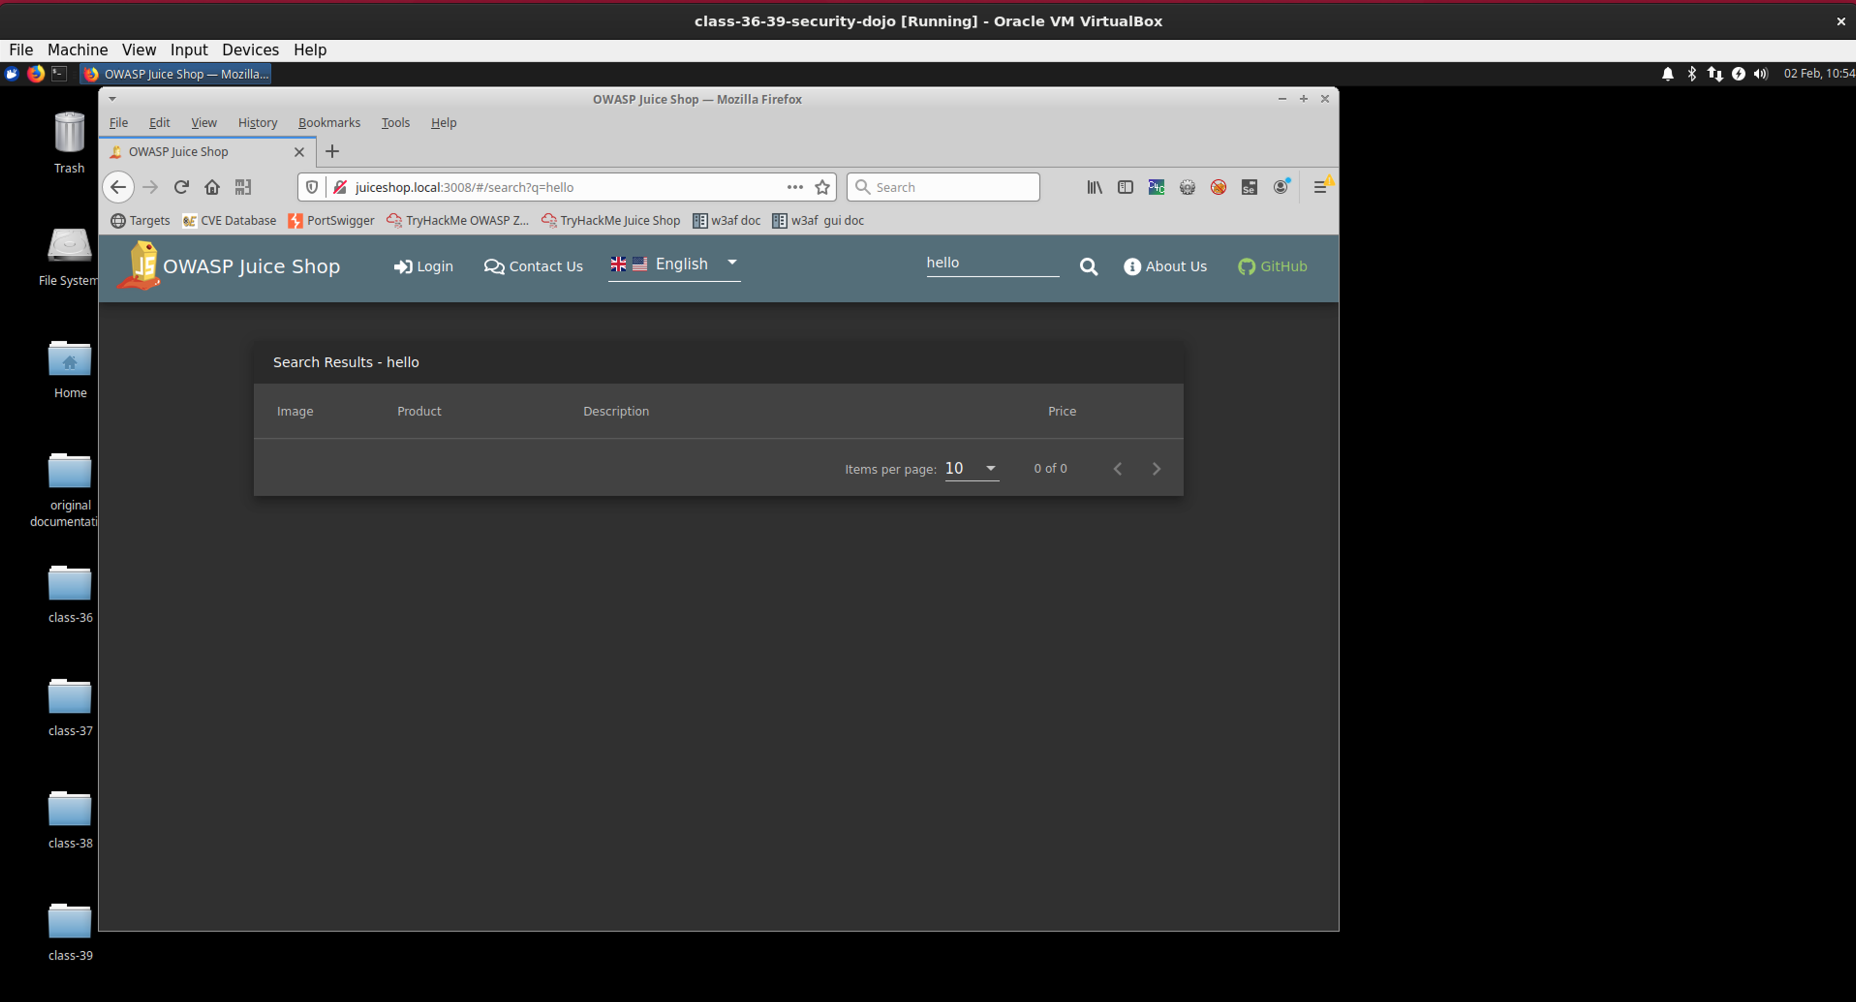 class-36-39-security-dojo [Running] - Oracle VM VirtualBox
File Machine View Input Devices Help
OWASP Juice Shop — Mozilla...
02 Feb, 10:54
OWASP Juice Shop — Mozilla Firefox
File Edit View History Bookmarks Tools Help
OWASP Juice Shop
juiceshop.local:3008/#/search?q=hello
Search
Targets CVE Database PortSwigger TryHackMe OWASP Z... TryHackMe Juice Shop w3af doc w3af gui doc
OWASP Juice Shop Login Contact Us English hello About Us GitHub
Search Results - hello
Image Product Description Price
Items per page: 10 0 of 0
Trash
File System
Home
original
documentati
class-36
class-37
class-38
class-39